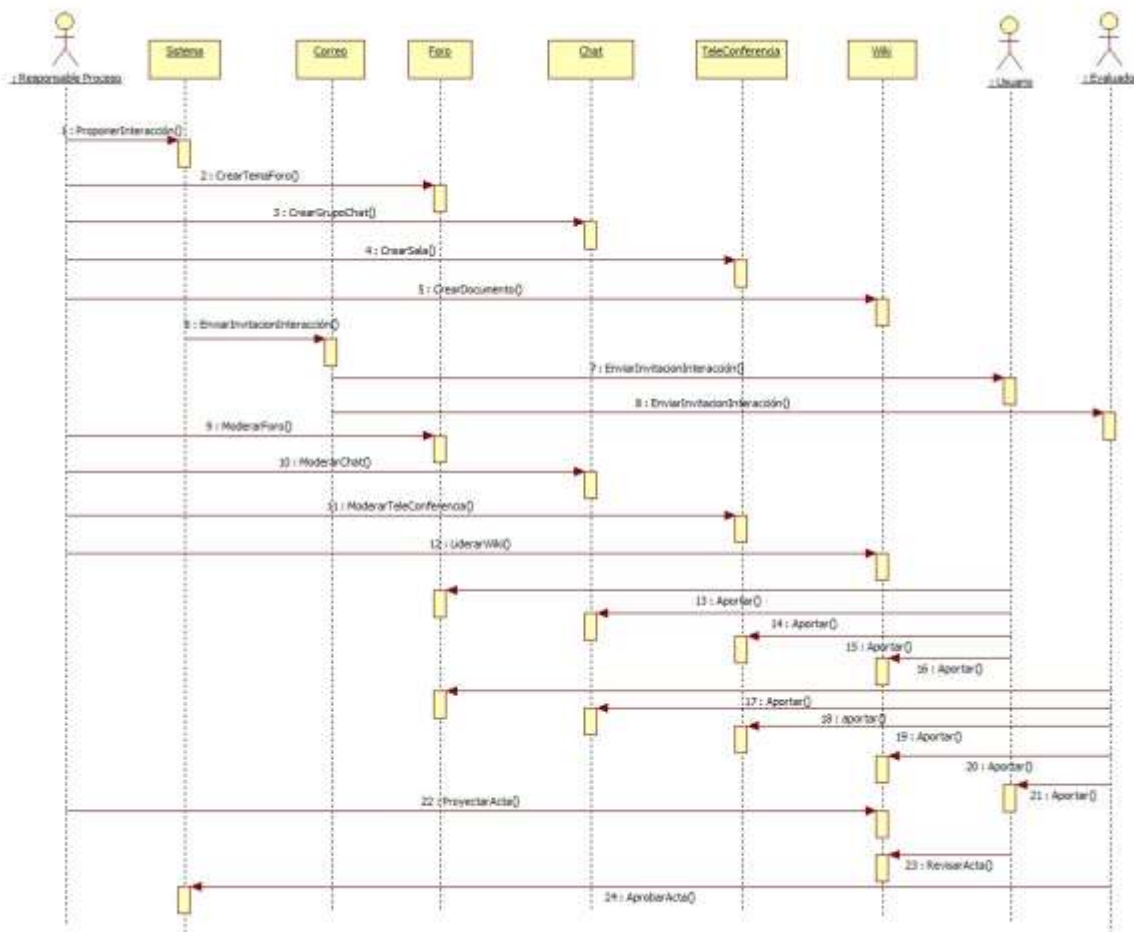 : Responsable Proceso
Sistema
Correo
Foro
Chat
TeleConferencia
Wiki
: Usuario
: Evaluado
1 : ProponerInteracción()
2 : CrearTemaForo()
3 : CrearGrupoChat()
4 : CrearSala()
5 : CrearDocumento()
6 : EnviarInvitacionInteracción()
7 : EnviarInvitacionInteracción()
8 : EnviarInvitacionInteracción()
9 : ModerarForo()
10 : ModerarChat()
11 : ModerarTeleConferencia()
12 : LiderarWiki()
13 : Aportar()
14 : Aportar()
15 : Aportar()
16 : Aportar()
17 : Aportar()
18 : aportar()
19 : Aportar()
20 : Aportar()
21 : Aportar()
22 : ProyectarActa()
23 : RevisarActa()
24 : AprobarActa()